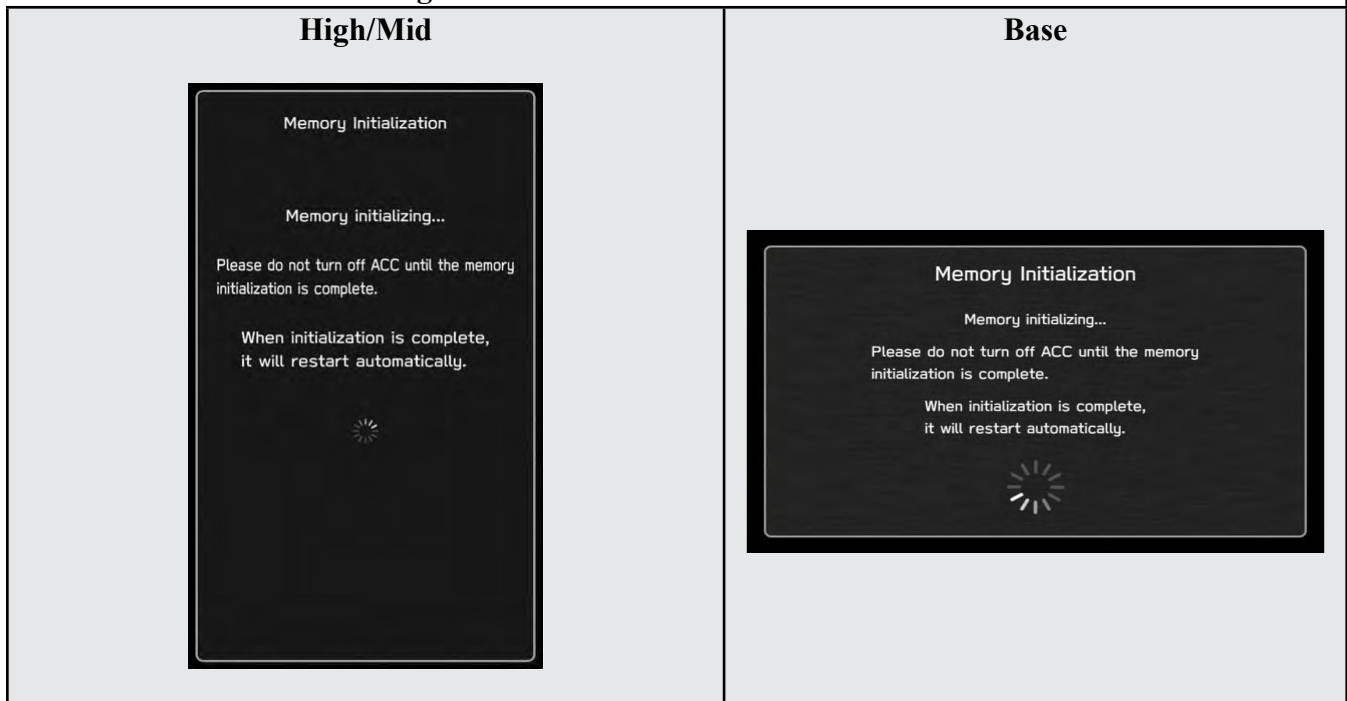 High/Mid
Base
Memory Initialization
Memory initializing...
Please do not turn off ACC until the memory
initialization is complete.
When initialization is complete,
it will restart automatically.
Memory Initialization
Memory initializing...
Please do not turn off ACC until the memory
initialization is complete.
When initialization is complete,
it will restart automatically.